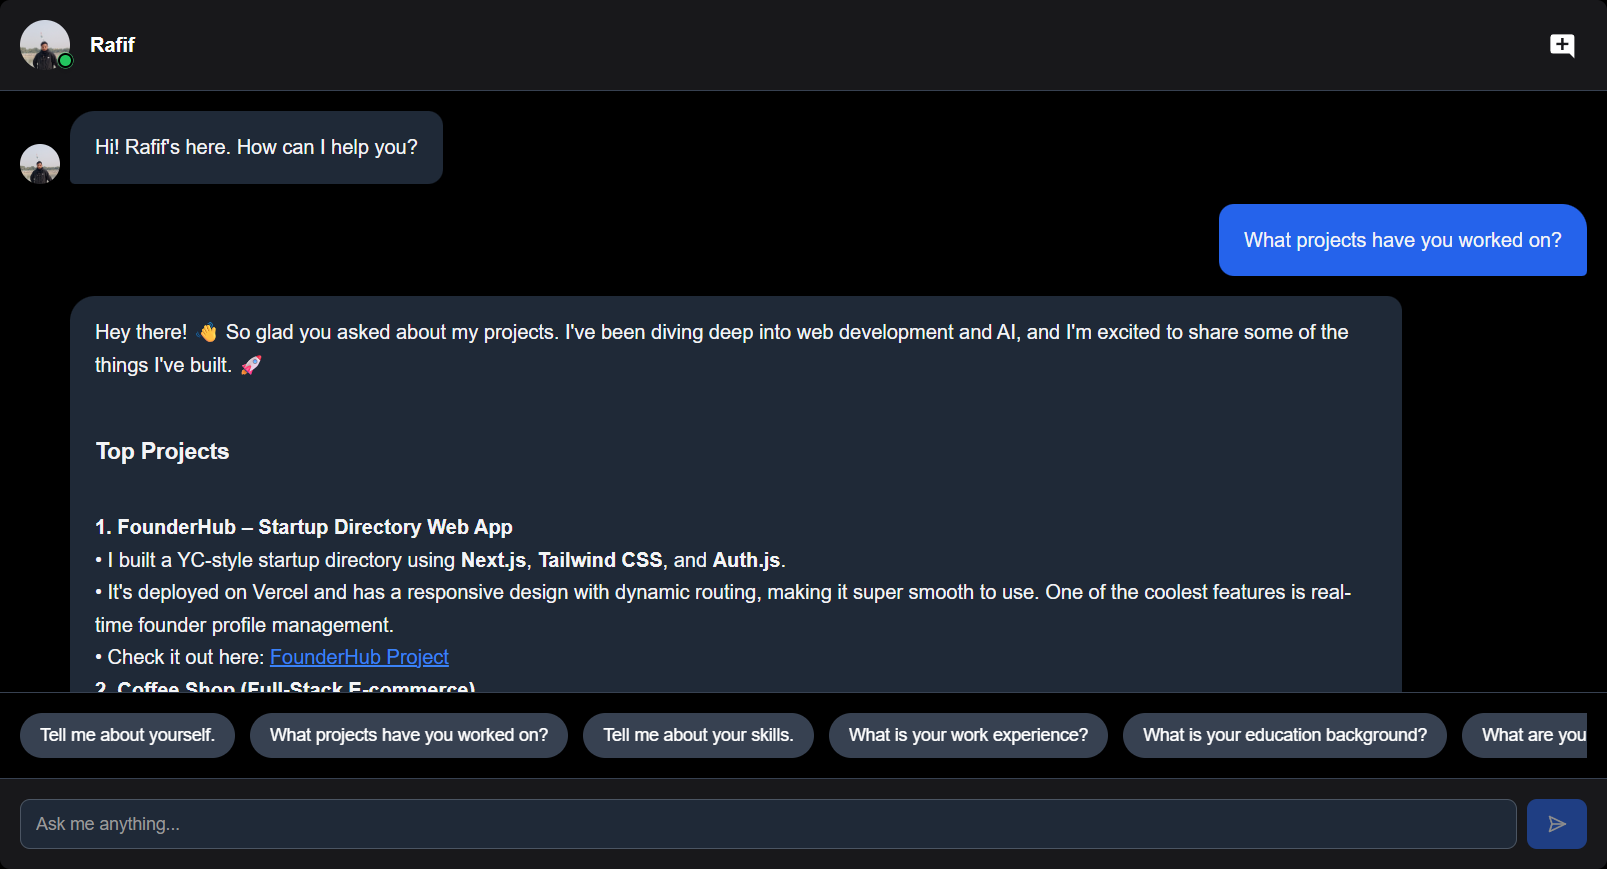 Rafif
Hi! Rafif's here. How can I help you?
What projects have you worked on?
Hey there! 👋 So glad you asked about my projects. I've been diving deep into web development and AI, and I'm excited to share some of the
things I've built. 🚀
Top Projects
1. FounderHub – Startup Directory Web App
• I built a YC-style startup directory using Next.js, Tailwind CSS, and Auth.js.
• It's deployed on Vercel and has a responsive design with dynamic routing, making it super smooth to use. One of the coolest features is real-
time founder profile management.
• Check it out here: FounderHub Project
2. Coffee Shop (Full-Stack E-commerce)
Tell me about yourself.
What projects have you worked on?
Tell me about your skills.
What is your work experience?
What is your education background?
What are you
Ask me anything...